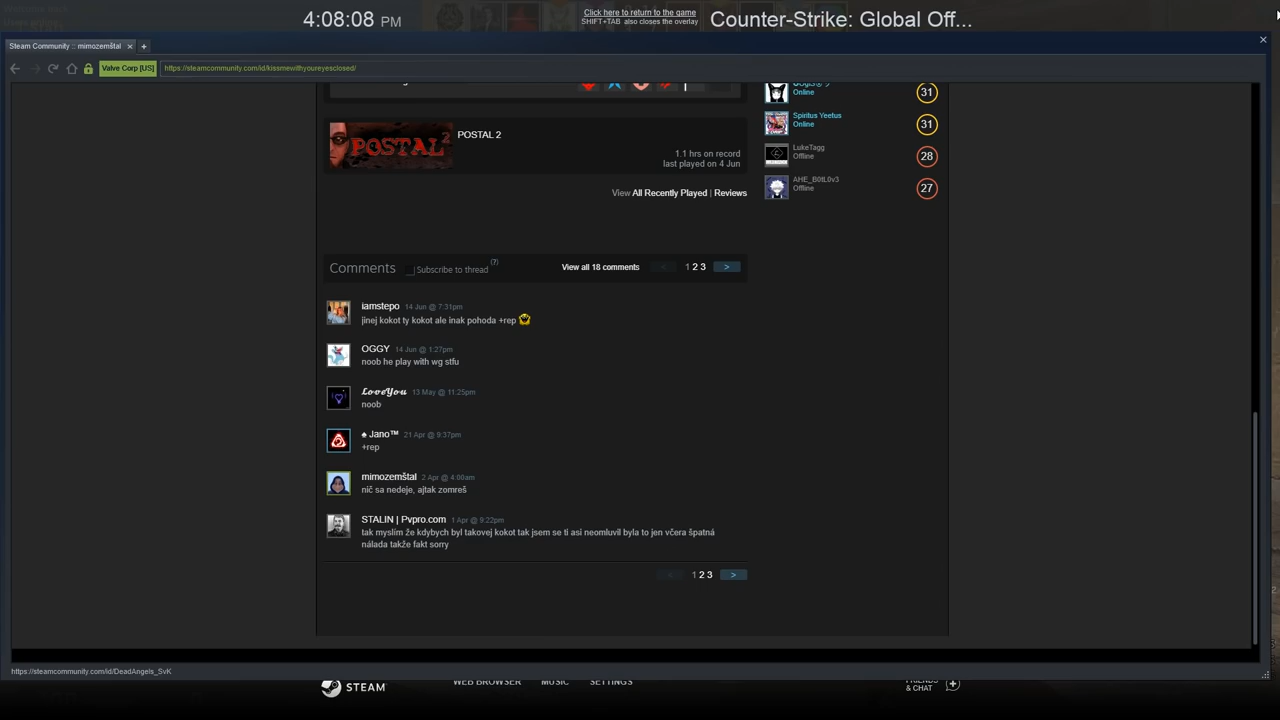 4:08:08 PM
Click here to return to the game
SHIFT+TAB also closes the overlay
Counter-Strike: Global Off...
Steam Community :: mimozemštal
Valve Corp [US]
https://steamcommunity.com/id/kissmewithyoureyesclosed/
Online
31
Spiritus Yeetus
Online
31
LukeTagg
Offline
28
AHE_B0tL0v3
Offline
27
POSTAL 2
POSTAL 2
1.1 hrs on record
last played on 4 Jun
View All Recently Played | Reviews
Comments
Subscribe to thread
(?)
View all 18 comments
< 1 2 3 >
iamstepo 14 Jun @ 7:31pm
jinej kokot ty kokot ale inak pohoda +rep
OGGY 14 Jun @ 1:27pm
noob he play with wg stfu
𝓛𝓸𝓿𝓮𝓨𝓸𝓾 13 May @ 11:25pm
noob
♠ Jano™ 21 Apr @ 9:37pm
+rep
mimozemštal 2 Apr @ 4:00am
nič sa nedeje, ajtak zomreš
STALIN | Pvpro.com 1 Apr @ 9:22pm
tak myslím že kdybych byl takovej kokot tak jsem se ti asi neomluvil byla to jen včera špatná
nálada takže fakt sorry
< 1 2 3 >
https://steamcommunity.com/id/DeadAngels_SvK
STEAM
WEB BROWSER
MUSIC
SETTINGS
FRIENDS
& CHAT